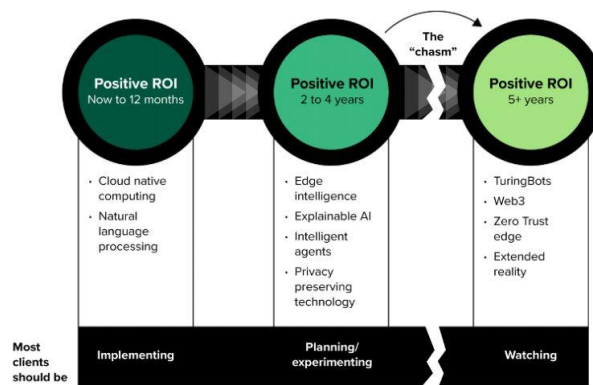 The
“chasm”
Positive ROI
Now to 12 months
Positive ROI
2 to 4 years
Positive ROI
5+ years
• Cloud native
computing
• Natural
language
processing
• Edge
intelligence
• Explainable AI
• Intelligent
agents
• Privacy
preserving
technology
• TuringBots
• Web3
• Zero Trust
edge
• Extended
reality
Most
clients
should be
Implementing
Planning/
experimenting
Watching